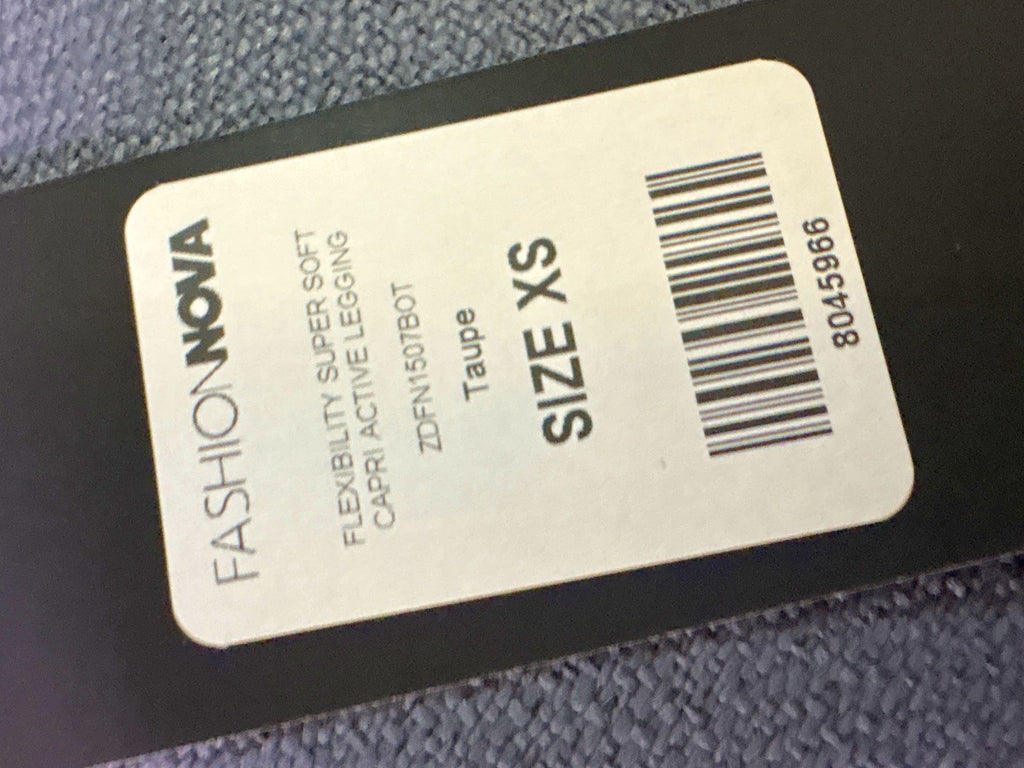 FASHIONNOVA
FLEXIBILITY SUPER SOFT
CAPRI ACTIVE LEGGING
ZDFN1507BOT
Taupe
SIZE XS
8045966